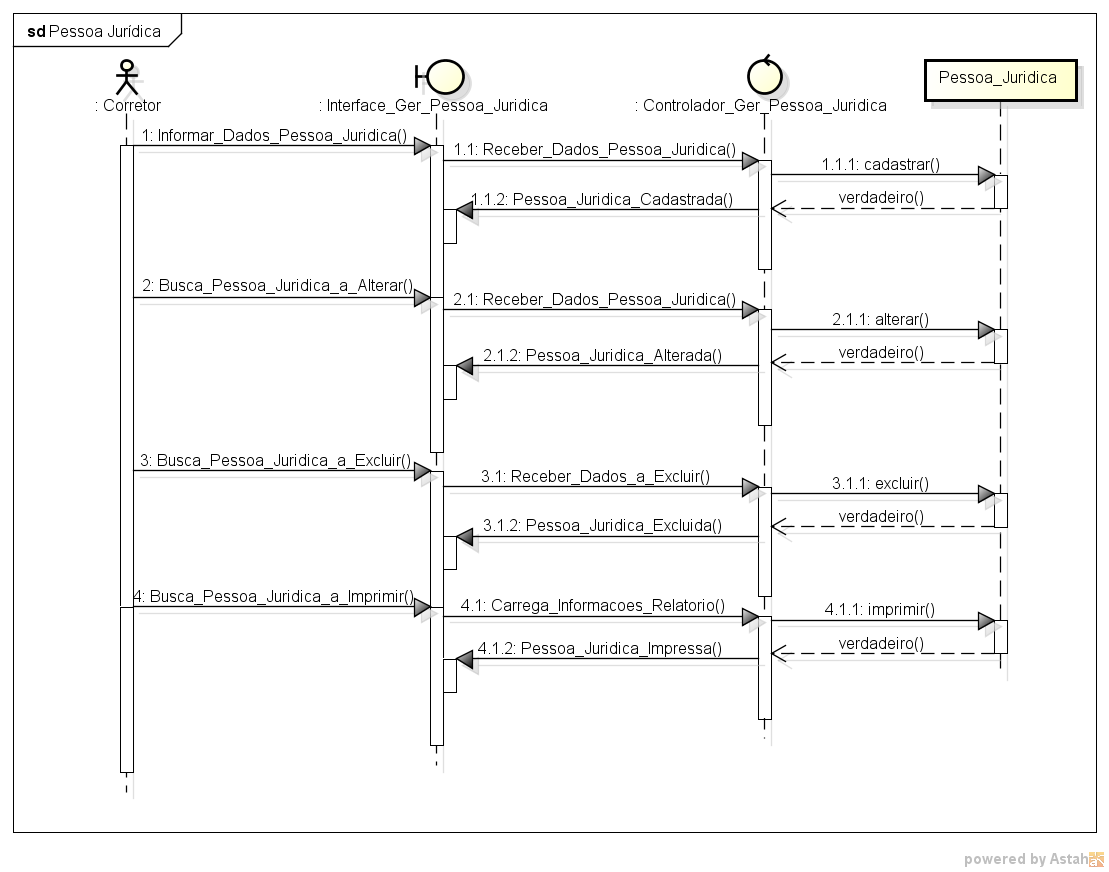 sd Pessoa Jurídica
: Corretor
: Interface_Ger_Pessoa_Juridica
: Controlador_Ger_Pessoa_Juridica
Pessoa_Juridica
1: Informar_Dados_Pessoa_Juridica()
1.1: Receber_Dados_Pessoa_Juridica()
1.1.1: cadastrar()
verdadeiro()
1.1.2: Pessoa_Juridica_Cadastrada()
2: Busca_Pessoa_Juridica_a_Alterar()
2.1: Receber_Dados_Pessoa_Juridica()
2.1.1: alterar()
verdadeiro()
2.1.2: Pessoa_Juridica_Alterada()
3: Busca_Pessoa_Juridica_a_Excluir()
3.1: Receber_Dados_a_Excluir()
3.1.1: excluir()
verdadeiro()
3.1.2: Pessoa_Juridica_Excluida()
4: Busca_Pessoa_Juridica_a_Imprimir()
4.1: Carrega_Informacoes_Relatorio()
4.1.1: imprimir()
verdadeiro()
4.1.2: Pessoa_Juridica_Impressa()
powered by Astah